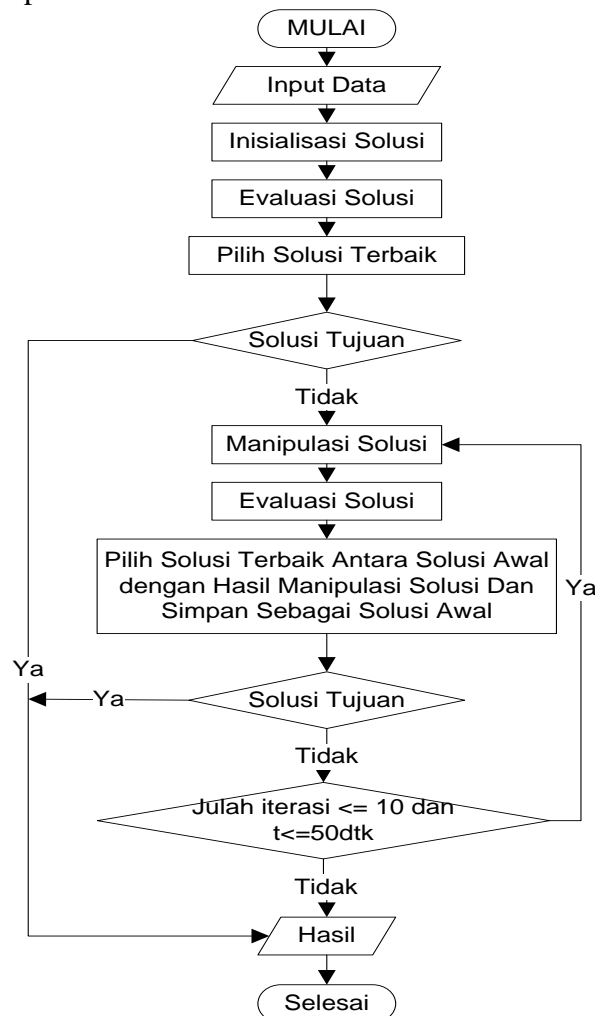 MULAI
Input Data
Inisialisasi Solusi
Evaluasi Solusi
Pilih Solusi Terbaik
Solusi Tujuan
Tidak
Manipulasi Solusi
Evaluasi Solusi
Pilih Solusi Terbaik Antara Solusi Awal
dengan Hasil Manipulasi Solusi Dan
Simpan Sebagai Solusi Awal
Ya
Ya
Ya
Solusi Tujuan
Tidak
Julah iterasi <= 10 dan
t<=50dtk
Tidak
Hasil
Selesai